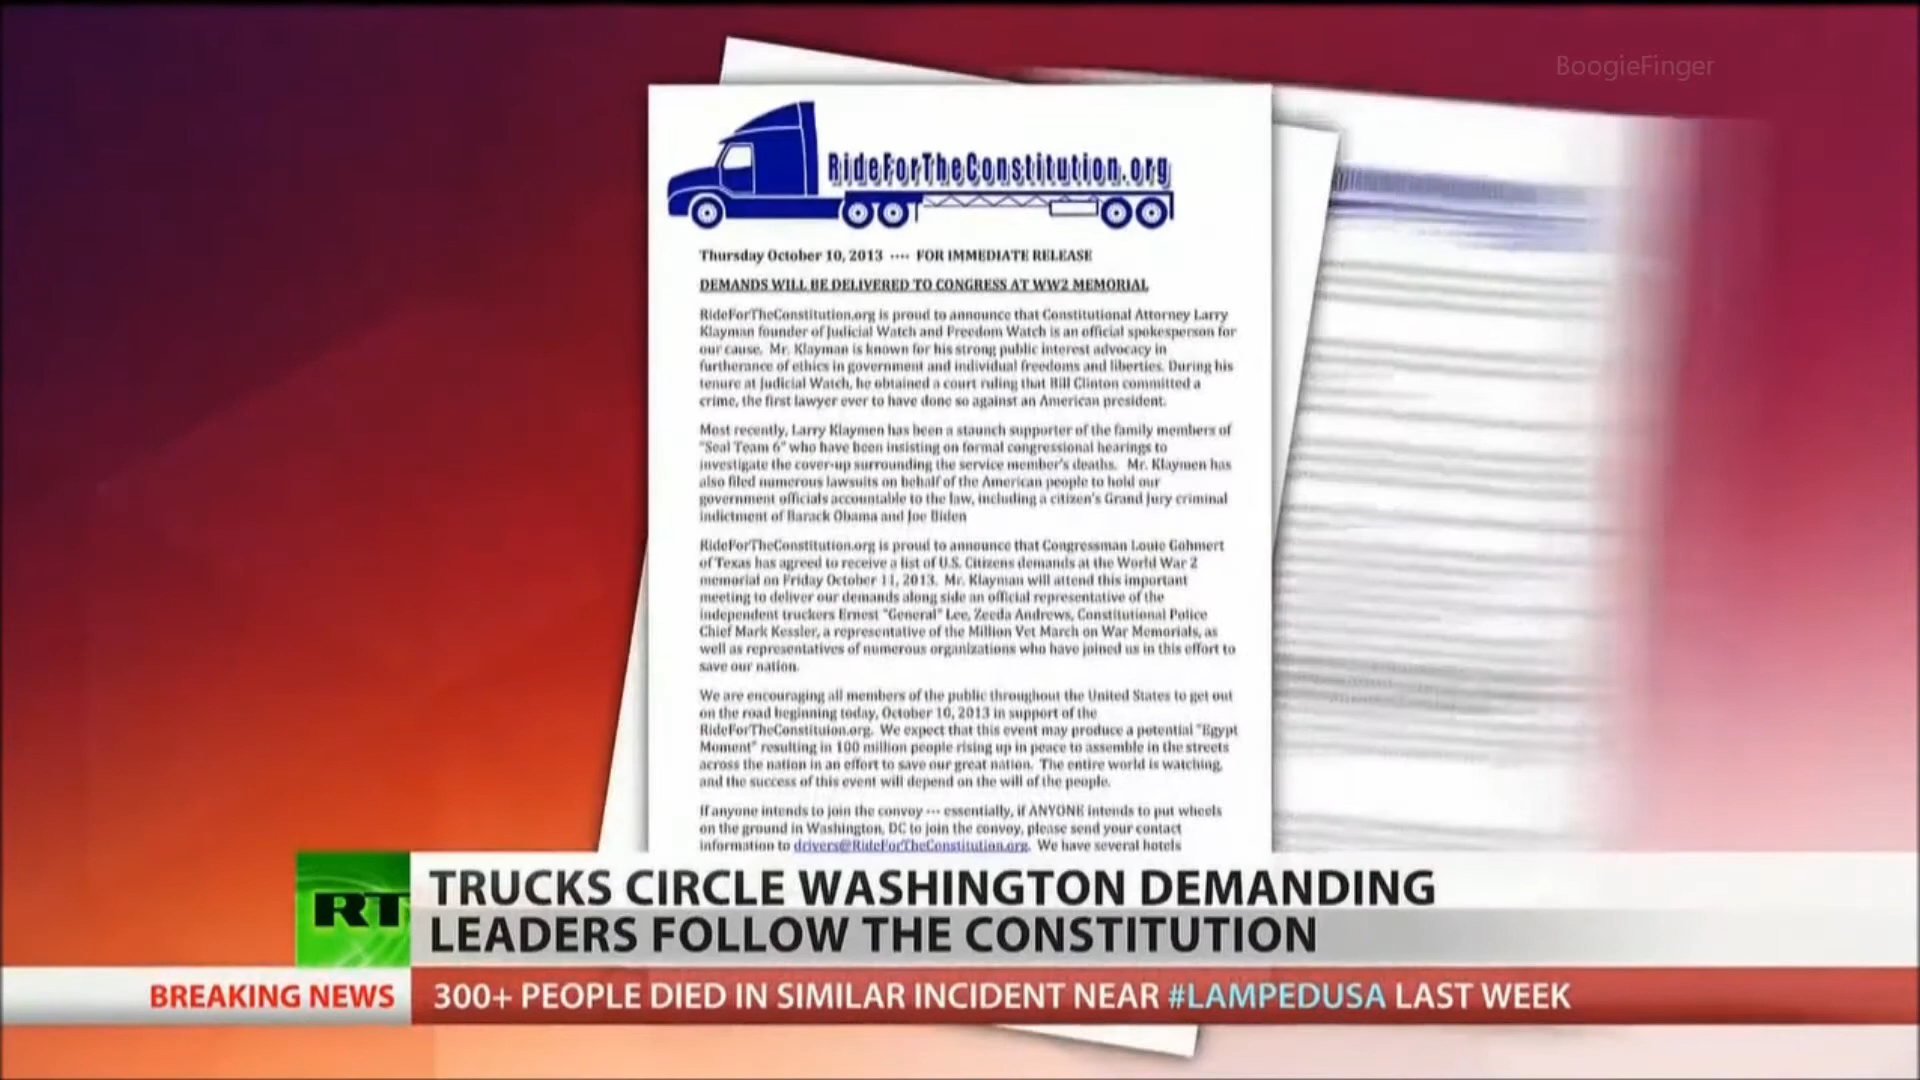 BoogieFinger
RideForTheConstitution.org
Thursday October 10, 2013 ---- FOR IMMEDIATE RELEASE
DEMANDS WILL BE DELIVERED TO CONGRESS AT WW2 MEMORIAL
RideForTheConstitution.org is proud to announce that Constitutional Attorney Larry
Klayman founder of Judicial Watch and Freedom Watch is an official spokesperson for
our cause. Mr. Klayman is known for his strong public interest advocacy in
furtherance of ethics in government and individual freedoms and liberties. During his
tenure at Judicial Watch, he obtained a court ruling that Bill Clinton committed a
crime, the first lawyer ever to have done so against an American president.
Most recently, Larry Klaymen has been a staunch supporter of the family members of
"Seal Team 6" who have been insisting on formal congressional hearings to
investigate the cover-up surrounding the service member's deaths. Mr. Klaymen has
also filed numerous lawsuits on behalf of the American people to hold our
government officials accountable to the law, including a citizen's Grand Jury criminal
indictment of Barack Obama and Joe Biden
RideForTheConstitution.org is proud to announce that Congressman Louie Gohmert
of Texas has agreed to receive a list of U.S. Citizens demands at the World War 2
memorial on Friday October 11, 2013. Mr. Klayman will attend this important
meeting to deliver our demands along side an official representative of the
independent truckers Ernest "General" Lee, Zeeda Andrews, Constitutional Police
Chief Mark Kessler, a representative of the Million Vet March on War Memorials, as
well as representatives of numerous organizations who have joined us in this effort to
save our nation.
We are encouraging all members of the public throughout the United States to get out
on the road beginning today, October 10, 2013 in support of the
RideForTheConstituion.org. We expect that this event may produce a potential "Egypt
Moment" resulting in 100 million people rising up in peace to assemble in the streets
across the nation in an effort to save our great nation. The entire world is watching,
and the success of this event will depend on the will of the people.
If anyone intends to join the convoy --- essentially, if ANYONE intends to put wheels
on the ground in Washington, DC to join the convoy, please send your contact
information to drivers@RideForTheConstitution.org. We have several hotels
RT
TRUCKS CIRCLE WASHINGTON DEMANDING
LEADERS FOLLOW THE CONSTITUTION
BREAKING NEWS
300+ PEOPLE DIED IN SIMILAR INCIDENT NEAR #LAMPEDUSA LAST WEEK